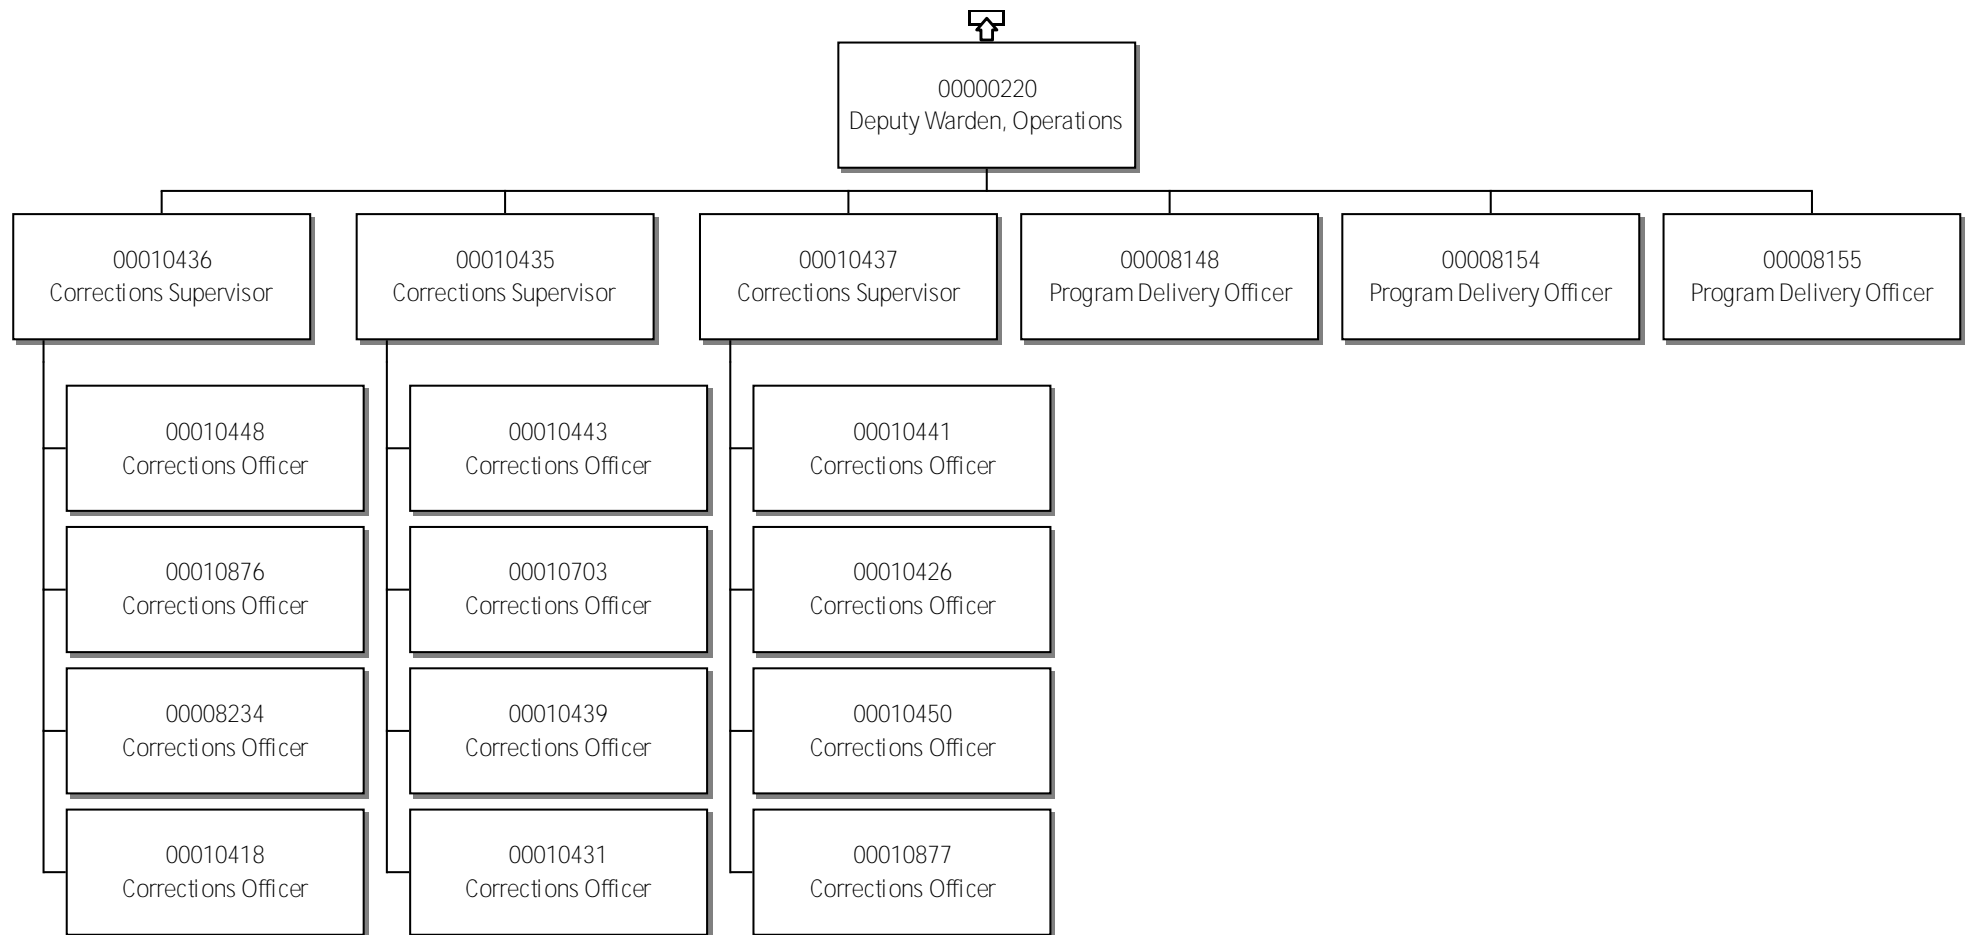 00000220
Deputy Warden, Operations
00010436
Corrections Supervisor
00010435
Corrections Supervisor
00010437
Corrections Supervisor
00008148
Program Delivery Officer
00008154
Program Delivery Officer
00008155
Program Delivery Officer
00010448
Corrections Officer
00010443
Corrections Officer
00010441
Corrections Officer
00010876
Corrections Officer
00010703
Corrections Officer
00010426
Corrections Officer
00008234
Corrections Officer
00010439
Corrections Officer
00010450
Corrections Officer
00010418
Corrections Officer
00010431
Corrections Officer
00010877
Corrections Officer